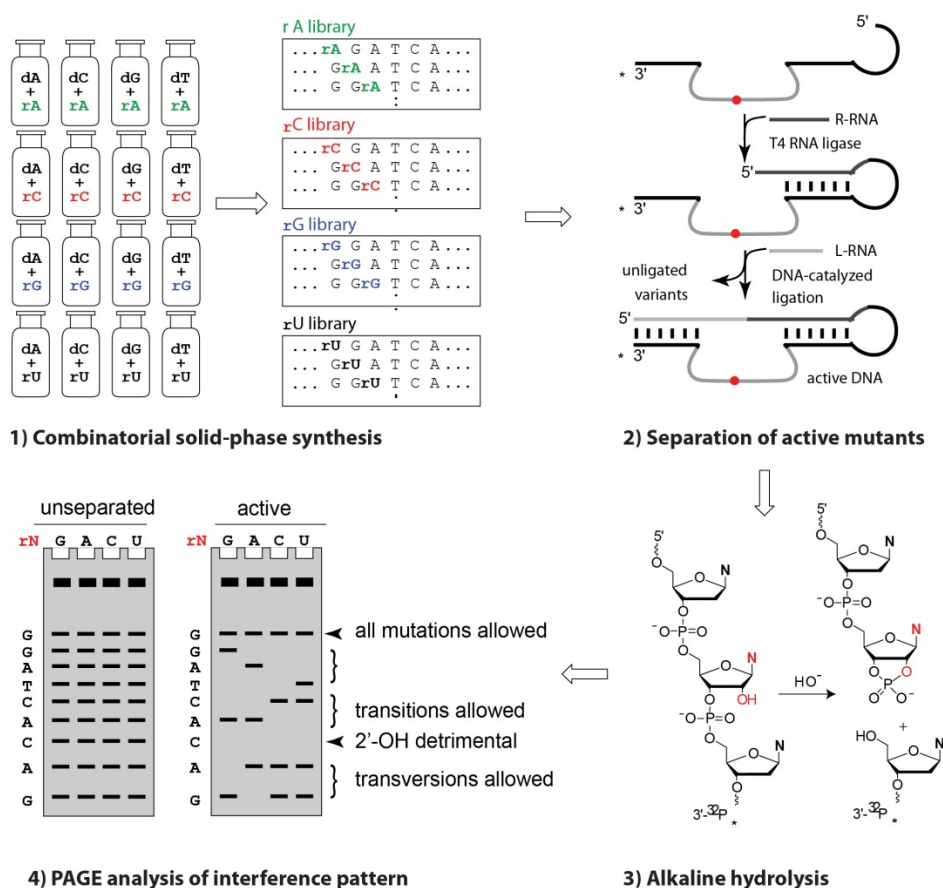 dA dC dG dT
+ + + +
rA rA rA rA
dA dC dG dT
+ + + +
rC rC rC rC
dA dC dG dT
+ + + +
rG rG rG rG
dA dC dG dT
+ + + +
rU rU rU rU
rA library
...rA G A T C A...
GrA A T C A...
G GrA T C A...
:
rC library
...rC G A T C A...
GrC A T C A...
G GrC T C A...
:
rG library
...rG G A T C A...
GrG A T C A...
G GrG T C A...
:
rU library
...rU G A T C A...
GrU A T C A...
G GrU T C A...
:
1) Combinatorial solid-phase synthesis
5'
* 3'
R-RNA
T4 RNA ligase
5'
* 3'
L-RNA
unligated
variants
DNA-catalyzed
ligation
5'
* 3'
active DNA
2) Separation of active mutants
unseparated
rN G A C U
active
rN G A C U
G
G
A
T
C
A
C
A
G
G
G
A
T
C
A
C
A
G
all mutations allowed
transitions allowed
2'-OH detrimental
transversions allowed
4) PAGE analysis of interference pattern
5'
O
O
N
O
-O P=O
O
O
N
O
OH
-O P=O
O
O
N
O
3'-32P *
HO-
5'
O
O
N
O
-O P=O
O
O
N
O
O
P
O
O-
+
HO
O
N
O
3'-32P *
3) Alkaline hydrolysis